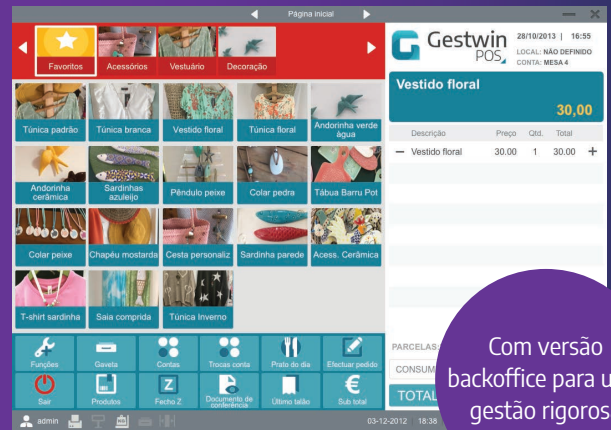 Página inicial
Favoritos
Acessórios
Vestuário
Decoração
Túnica padrão
Túnica branca
Vestido floral
Túnica floral
Andorinha verde
água
Andorinha
cerâmica
Sardinhas
azuleijo
Pêndulo peixe
Colar pedra
Tábua Barru Pot
Colar peixe
Chapéu mostarda
Cesta personaliz
Sardinha parede
Acess. Cerâmica
T-shirt sardinha
Saia comprida
Túnica Inverno
Funções
Gaveta
Contas
Trocas conta
Prato do dia
Efectuar pedido
Sair
Produtos
Z
Fecho Z
Documento de
conferência
Último talão
€
Sub total
admin
03-12-2012 18:38
Gestwin
POS
28/10/2013 | 16:55
LOCAL: NÃO DEFINIDO
CONTA: MESA 4
Vestido floral
30,00
Descrição Preço Qtd. Total
− Vestido floral 30.00 1 30.00 +
PARCELAS:
CONSUM
TOTAL
Com versão
backoffice para u
gestão rigoros